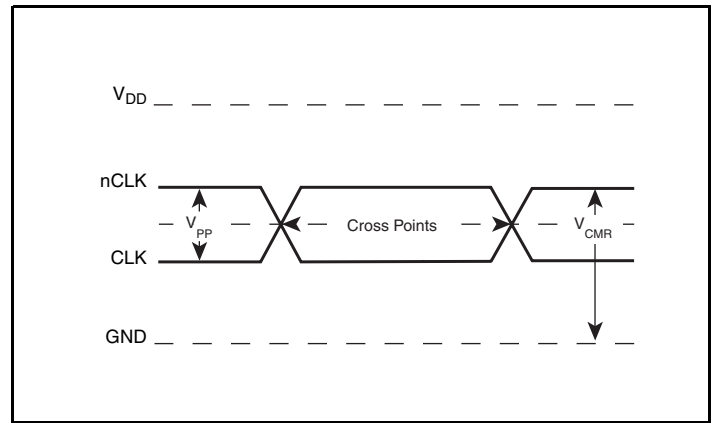 VDD
nCLK
VPP
Cross Points
VCMR
CLK
GND